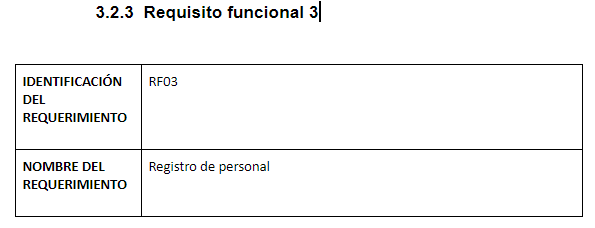 3.2.3 Requisito funcional 3
IDENTIFICACIÓN
DEL
REQUERIMIENTO
RF03
NOMBRE DEL
REQUERIMIENTO
Registro de personal